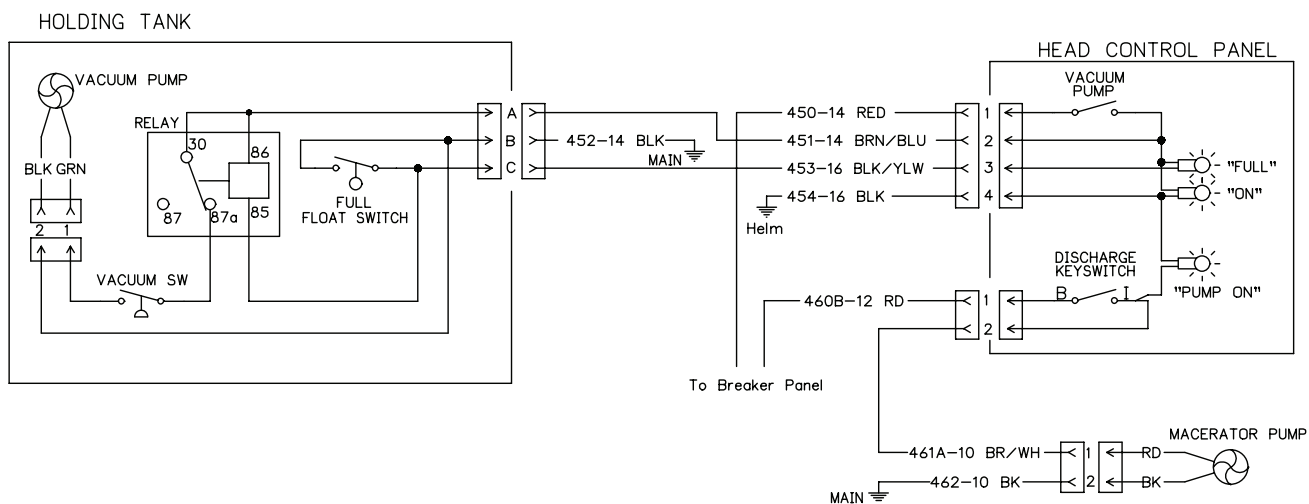 HOLDING TANK
VACUUM PUMP
RELAY
30
86
87
87a
85
BLK GRN
2 1
VACUUM SW
FULL
FLOAT SWITCH
A
B
C
452-14 BLK
MAIN
HEAD CONTROL PANEL
VACUUM
PUMP
450-14 RED
451-14 BRN/BLU
453-16 BLK/YLW
454-16 BLK
Helm
1
2
3
4
"FULL"
"ON"
DISCHARGE
KEYSWITCH
B I
"PUMP ON"
460B-12 RD
1
2
To Breaker Panel
MACERATOR PUMP
461A-10 BR/WH
1
RD
462-10 BK
2
BK
MAIN